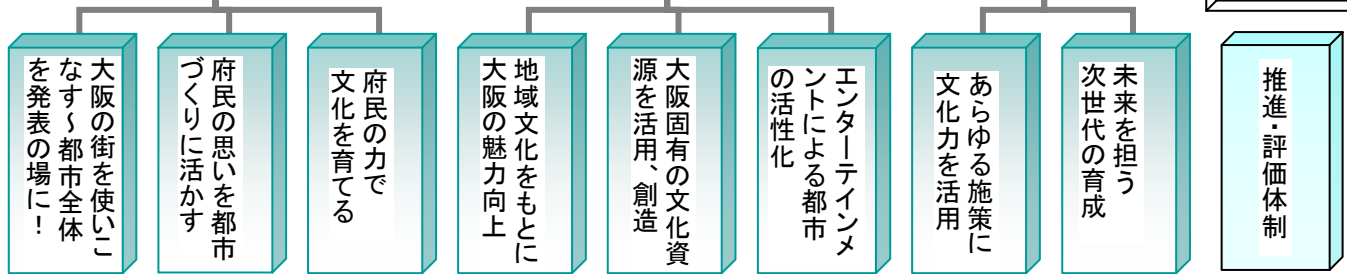 大阪の街を使いこ
なす～都市全体
を発表の場に！
府民の思いを都市
づくりに活かす
府民の力で
文化を育てる
地域文化をもとに
大阪の魅力向上
大阪固有の文化資
源を活用、創造
エンターテインメ
ントによる都市
の活性化
あらゆる施策に
文化力を活用
未来を担う
次世代の育成
推進・評価体制